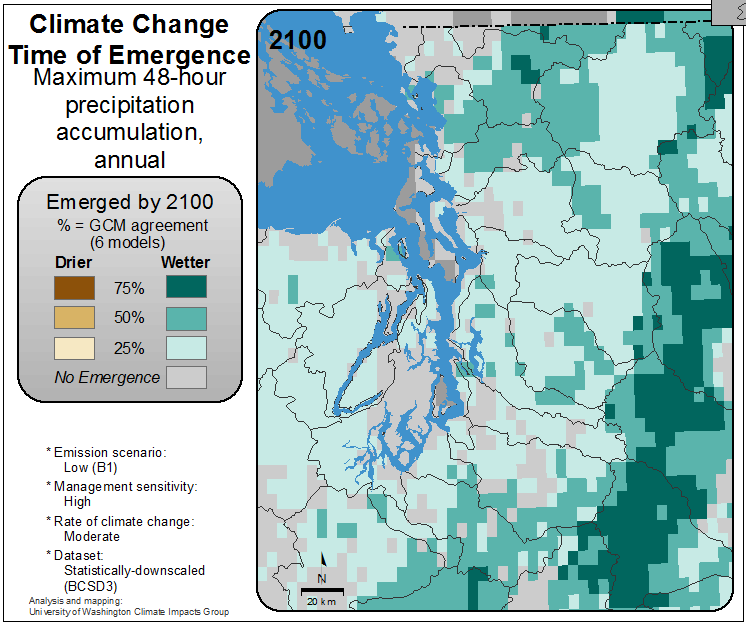 Climate Change
Time of Emergence
Maximum 48-hour
precipitation
accumulation,
annual
Emerged by 2100
% = GCM agreement
(6 models)
Drier Wetter
75%
50%
25%
No Emergence
* Emission scenario:
Low (B1)
* Management sensitivity:
High
* Rate of climate change:
Moderate
* Dataset:
Statistically-downscaled
(BCSD3)
Analysis and mapping:
University of Washington Climate Impacts Group
2100
N
20 km